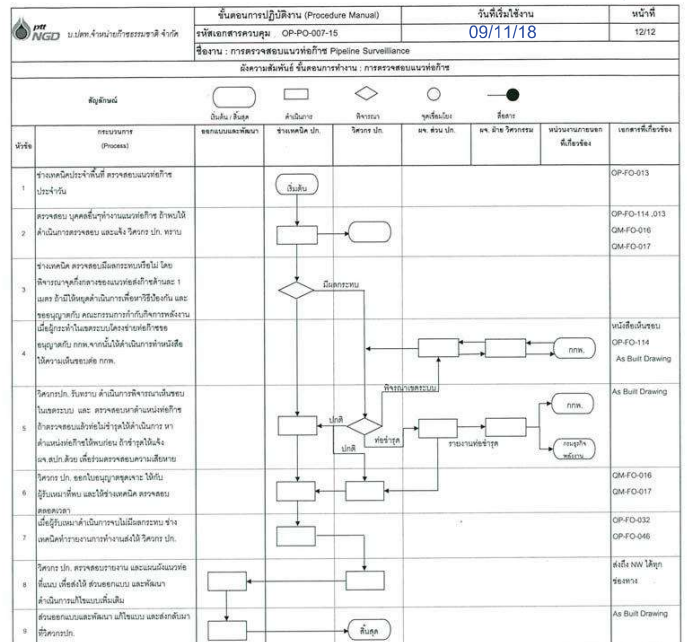 ptt
NGD
บ.ปตท.จำหน่ายก๊าซธรรมชาติ จำกัด
ขั้นตอนการปฏิบัติงาน (Procedure Manual)
วันที่เริ่มใช้งาน
หน้าที่
รหัสเอกสารควบคุม OP-PO-007-15
09/11/18
12/12
ชื่องาน : การตรวจสอบแนวท่อก๊าซ Pipeline Surveillance
ผังความสัมพันธ์ ขั้นตอนการทำงาน : การตรวจสอบแนวท่อก๊าซ
สัญลักษณ์
เริ่มต้น / สิ้นสุด
ดำเนินการ
พิจารณา
จุดเชื่อมโยง
สื่อสาร
หัวข้อ
กระบวนการ
(Process)
ออกแบบและพัฒนา
ช่างเทคนิค ปก.
วิศวกร ปก.
ผจ. ส่วน ปก.
ผจ. ฝ่าย วิศวกรรม
หน่วยงานภายนอก
ที่เกี่ยวข้อง
เอกสารที่เกี่ยวข้อง
1
ช่างเทคนิคประจำพื้นที่ ตรวจสอบแนวท่อก๊าซ
ประจำวัน
เริ่มต้น
OP-FO-013
2
ตรวจสอบ บุคคลอื่นๆทำงานแนวท่อก๊าซ ถ้าพบให้
ดำเนินการตรวจสอบ และแจ้ง วิศวกร ปก. ทราบ
OP-FO-114 ,013
QM-FO-016
QM-FO-017
3
ช่างเทคนิค ตรวจสอบมีผลกระทบหรือไม่ โดย
พิจารณาจุดกึ่งกลางของแนวท่อส่งก๊าซด้านละ 1
เมตร ถ้ามีให้หยุดดำเนินการเพื่อหาวิธีป้องกัน และ
ขออนุญาตกับ คณะกรรมการกำกับกิจการพลังงาน
มีผลกระทบ
4
เมื่อผู้กระทำในเขตระบบโครงข่ายท่อก๊าซขอ
อนุญาตกับ กกพ.จากนั้นให้ดำเนินการทำหนังสือ
ให้ความเห็นชอบต่อ กกพ.
กกพ.
หนังสือเห็นชอบ
OP-FO-114
As Built Drawing
พิจารณาเขตระบบ
5
วิศวกรปก. รับทราบ ดำเนินการพิจารณาเห็นชอบ
ในเขตระบบ และ ตรวจสอบหาตำแหน่งท่อก๊าซ
ถ้าตรวจสอบแล้วท่อไม่ชำรุดให้ดำเนินการ หา
ตำแหน่งท่อก๊าซให้พบก่อน ถ้าชำรุดให้แจ้ง
ผจ.สปก.ด้วย เพื่อร่วมตรวจสอบความเสียหาย
ปกติ
ปกติ
ท่อชำรุด
รายงานท่อชำรุด
กกพ.
กรมธุรกิจ
พลังงาน
As Built Drawing
6
วิศวกร ปก. ออกใบอนุญาตขุดเจาะ ให้กับ
ผู้รับเหมาที่พบ และให้ช่างเทคนิค ตรวจสอบ
ตลอดเวลา
QM-FO-016
QM-FO-017
7
เมื่อผู้รับเหมาดำเนินการจบไม่มีผลกระทบ ช่าง
เทคนิคทำรายงานการทำงานส่งให้ วิศวกร ปก.
OP-FO-032
OP-FO-046
8
วิศวกร ปก. ตรวจสอบรายงาน และแผนผังแนวท่อ
ที่แนบ เพื่อส่งให้ ส่วนออกแบบ และพัฒนา
ดำเนินการแก้ไขแบบเพิ่มเติม
ส่งถึง NW ได้ทุก
ช่องทาง
9
ส่วนออกแบบและพัฒนา แก้ไขแบบ และส่งกลับมา
ที่วิศวกรปก.
สิ้นสุด
As Built Drawing